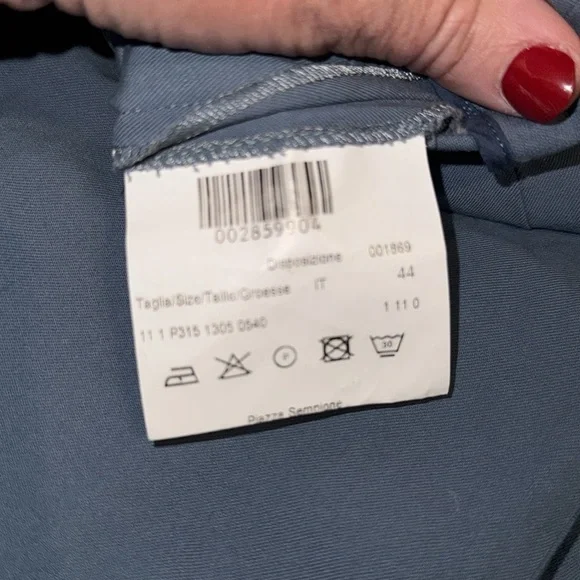 002859904
Disposizione 001869
Taglia/Size/Taille/Groesse IT 44
11 1 P315 1305 0540 1 11 0
P 30
Piazza Sempione